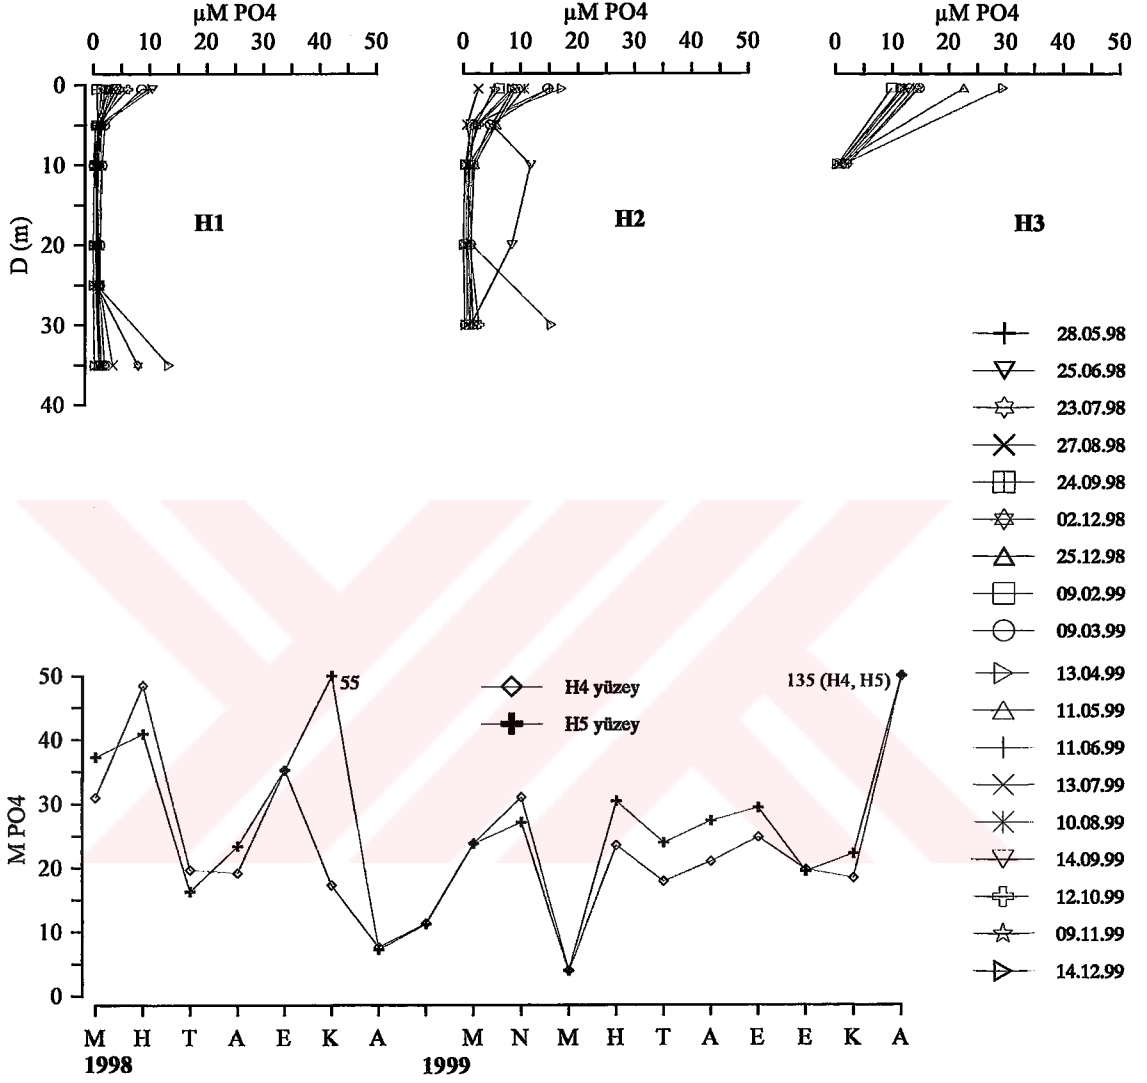 µM PO4 µM PO4 µM PO4
0 10 20 30 40 50 0 10 20 30 40 50 0 10 20 30 40 50
0
10
20
30
40
D (m)
H1
H2
H3
28.05.98
25.06.98
23.07.98
27.08.98
24.09.98
02.12.98
25.12.98
09.02.99
09.03.99
13.04.99
11.05.99
11.06.99
13.07.99
10.08.99
14.09.99
12.10.99
09.11.99
14.12.99
50
40
30
20
10
0
M PO4
55
H4 yüzey
H5 yüzey
135 (H4, H5)
M H T A E K A M N M H T A E E K A
1998 1999